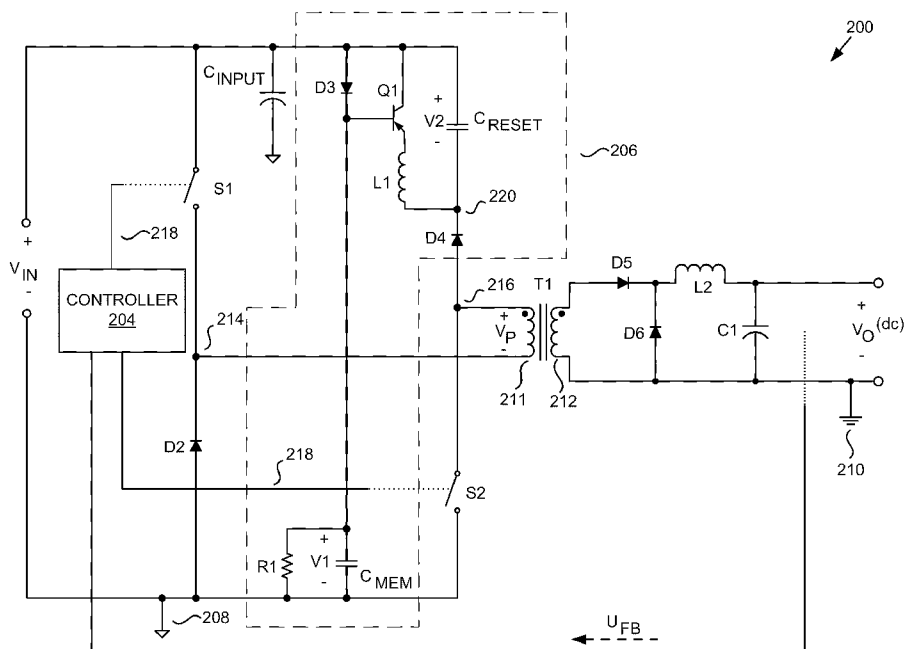 200
C INPUT
D3
Q1
+
V2
-
C RESET
206
S1
L1
220
218
D4
+
V IN
-
CONTROLLER
204
216
T1
D5
L2
214
+
V P
-
D6
C1
+
V O (dc)
-
211
212
D2
218
S2
210
R1
+
V1
-
C MEM
208
U FB